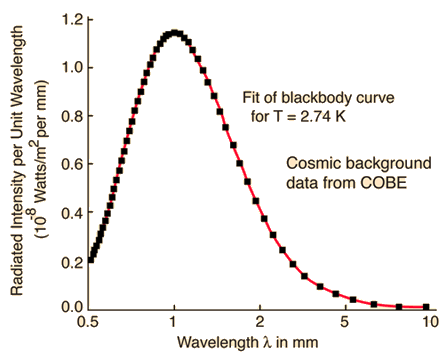 1.2
1.0
0.8
0.6
0.4
0.2
0.0
Radiated Intensity per Unit Wavelength
(10⁻⁸ Watts/m² per mm)
Fit of blackbody curve
for T = 2.74 K
Cosmic background
data from COBE
0.5 1 2 5 10
Wavelength λ in mm